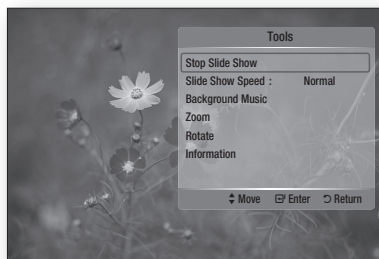 Tools
Stop Slide Show
Slide Show Speed : Normal
Background Music
Zoom
Rotate
Information
Move Enter Return